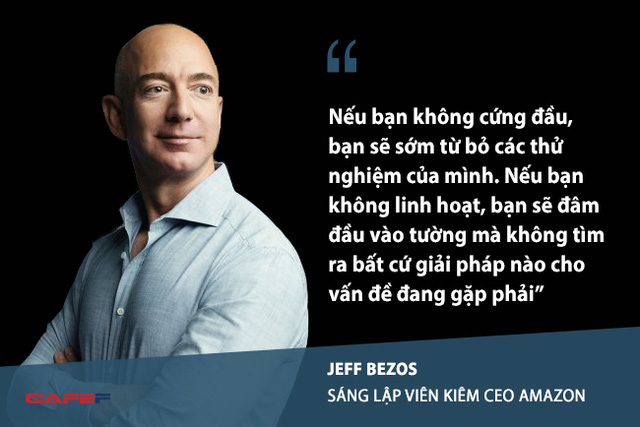 “
Nếu bạn không cứng đầu,
bạn sẽ sớm từ bỏ các thử
nghiệm của mình. Nếu bạn
không linh hoạt, bạn sẽ đâm
đầu vào tường mà không tìm
ra bất cứ giải pháp nào cho
vấn đề đang gặp phải”
JEFF BEZOS
SÁNG LẬP VIÊN KIÊM CEO AMAZON
CAFEF